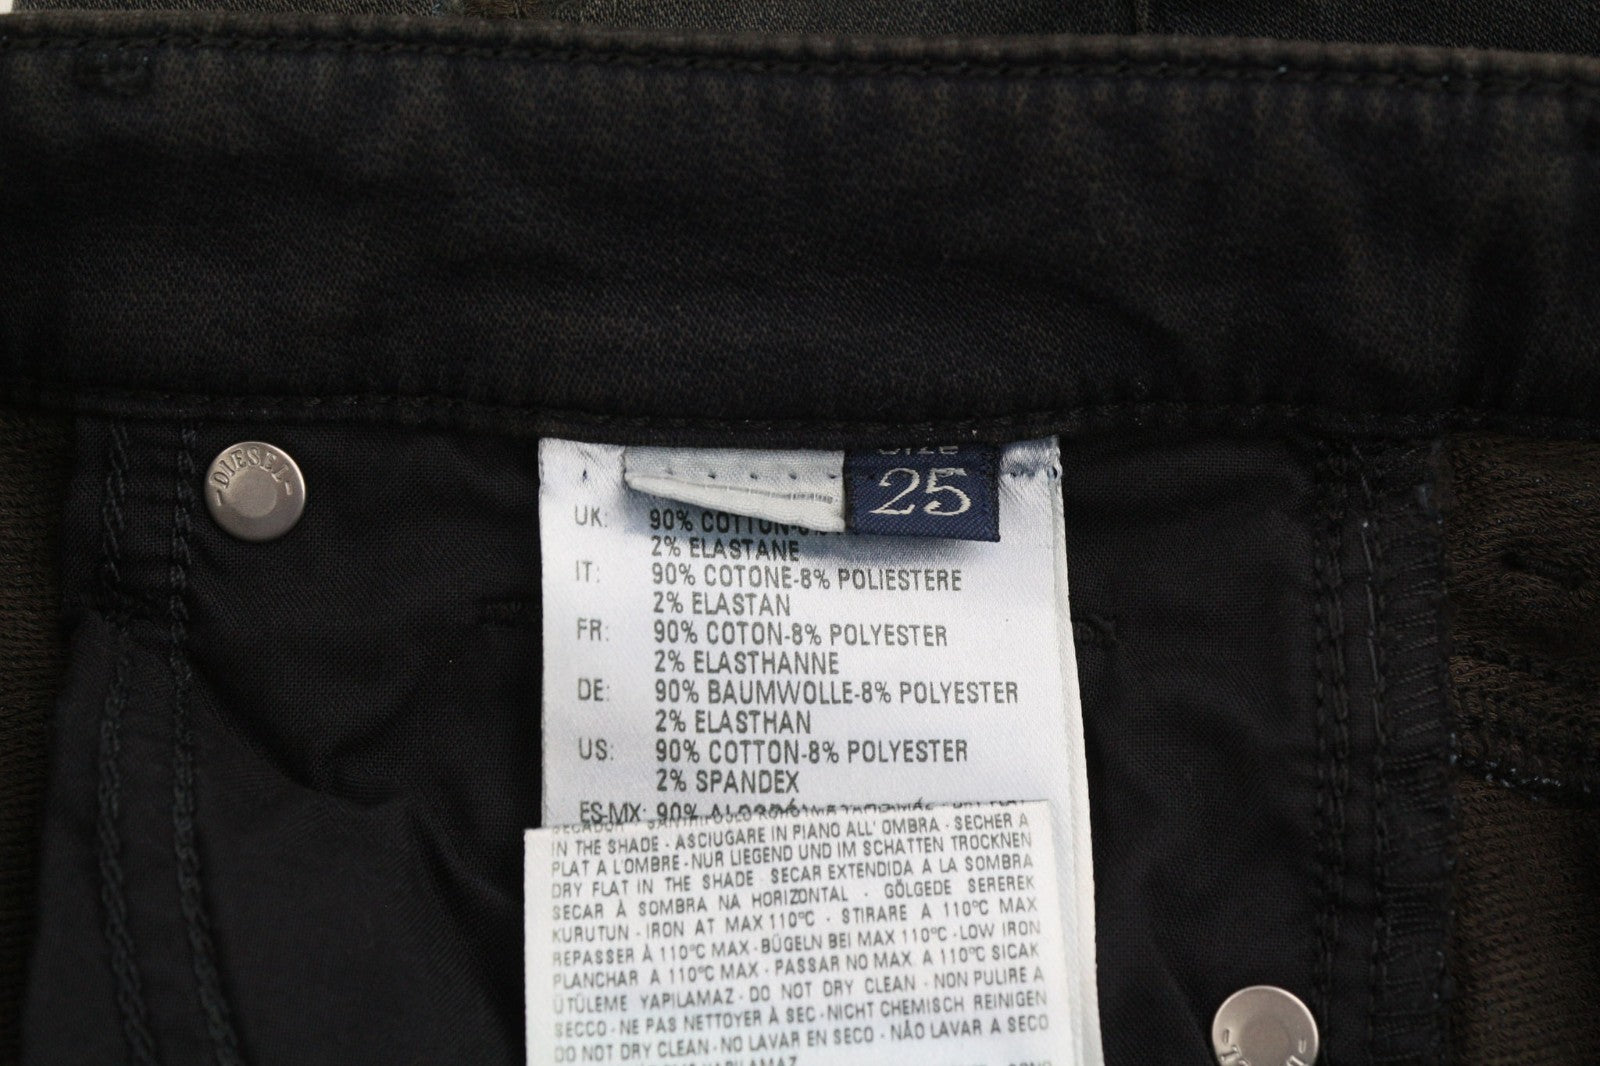 DIESEL
SIZE
25
UK: 90% COTTON-8%
2% ELASTANE
IT: 90% COTONE-8% POLIESTERE
2% ELASTAN
FR: 90% COTON-8% POLYESTER
2% ELASTHANNE
DE: 90% BAUMWOLLE-8% POLYESTER
2% ELASTHAN
US: 90% COTTON-8% POLYESTER
2% SPANDEX
ES-MX: 90%
IN THE SHADE - ASCIUGARE IN PIANO ALL' OMBRA - SECHER A
PLAT A L'OMBRE - NUR LIEGEND UND IM SCHATTEN TROCKNEN
DRY FLAT IN THE SHADE - SECAR EXTENDIDA A LA SOMBRA
SECAR À SOMBRA NA HORIZONTAL - GÖLGEDE SEREREK
KURUTUN - IRON AT MAX 110°C - STIRARE A 110°C MAX
REPASSER À 110°C MAX - BÜGELN BEI MAX 110°C - LOW IRON
PLANCHAR A 110°C MAX - PASSAR NO MAX. A 110°C SICAK
ÜTÜLEME YAPILAMAZ - DO NOT DRY CLEAN - NON PULIRE A
SECCO - NE PAS NETTOYER À SEC - NICHT CHEMISCH REINIGEN
DO NOT DRY CLEAN - NO LAVAR EN SECO - NÃO LAVAR A SECO
YAPILAMAZ